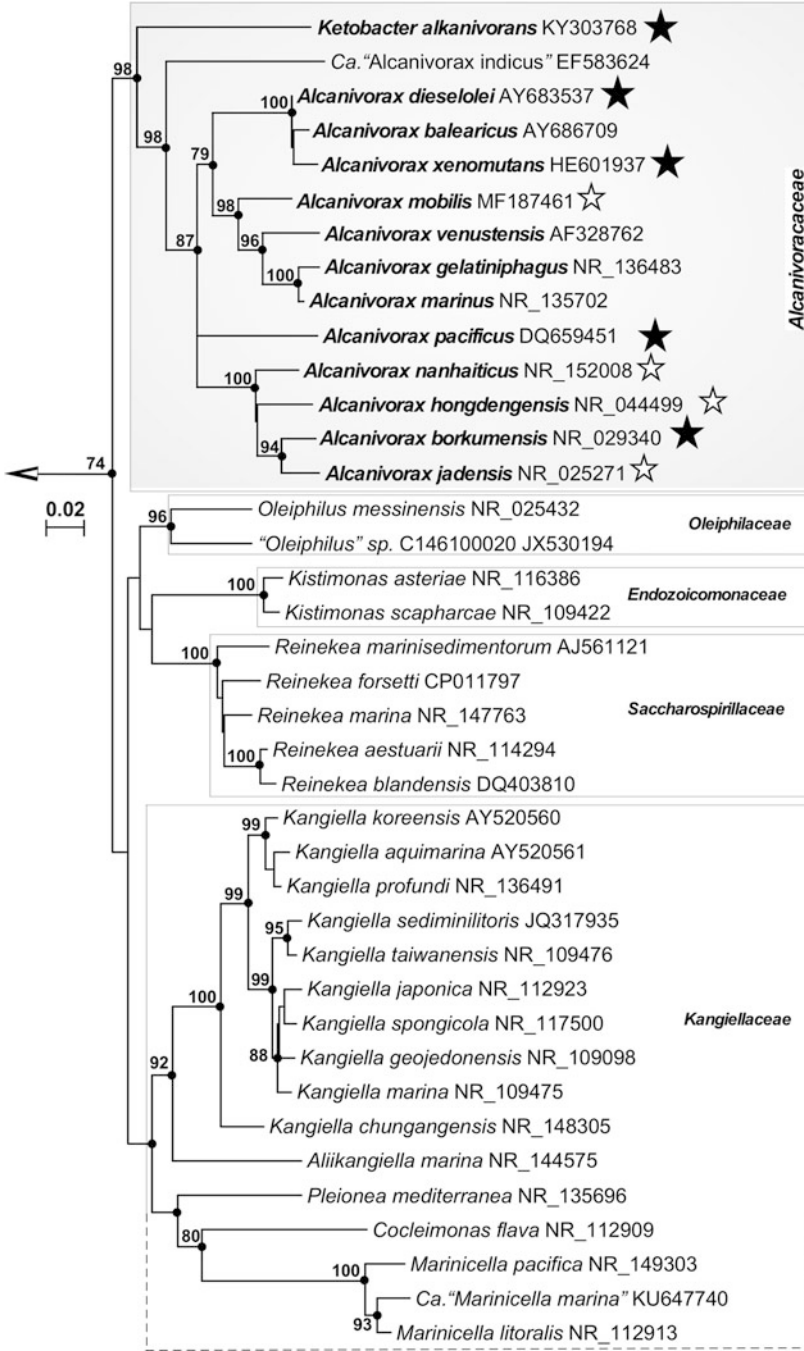 Ketobacter alkanivorans KY303768
98
Ca."Alcanivorax indicus" EF583624
Alcanivorax dieselolei AY683537
100
Alcanivorax balearicus AY686709
98
79
Alcanivorax xenomutans HE601937
Alcanivorax mobilis MF187461
98
Alcanivorax venustensis AF328762
96
87
Alcanivorax gelatiniphagus NR_136483
100
Alcanivorax marinus NR_135702
Alcanivorax pacificus DQ659451
Alcanivorax nanhaiticus NR_152008
100
Alcanivorax hongdengensis NR_044499
Alcanivorax borkumensis NR_029340
94
Alcanivorax jadensis NR_025271
Alcanivoracaceae
74
0.02
Oleiphilus messinensis NR_025432
96
"Oleiphilus" sp. C146100020 JX530194
Oleiphilaceae
Kistimonas asteriae NR_116386
100
Kistimonas scapharcae NR_109422
Endozoicomonaceae
Reinekea marinisedimentorum AJ561121
100
Reinekea forsetti CP011797
Reinekea marina NR_147763
Saccharospirillaceae
Reinekea aestuarii NR_114294
100
Reinekea blandensis DQ403810
Kangiella koreensis AY520560
99
Kangiella aquimarina AY520561
Kangiella profundi NR_136491
99
Kangiella sediminilitoris JQ317935
95
Kangiella taiwanensis NR_109476
99
Kangiella japonica NR_112923
100
Kangiella spongicola NR_117500
Kangiellaceae
Kangiella geojedonensis NR_109098
88
Kangiella marina NR_109475
92
Kangiella chungangensis NR_148305
Aliikangiella marina NR_144575
Pleionea mediterranea NR_135696
Cocleimonas flava NR_112909
80
Marinicella pacifica NR_149303
100
Ca."Marinicella marina" KU647740
93
Marinicella litoralis NR_112913